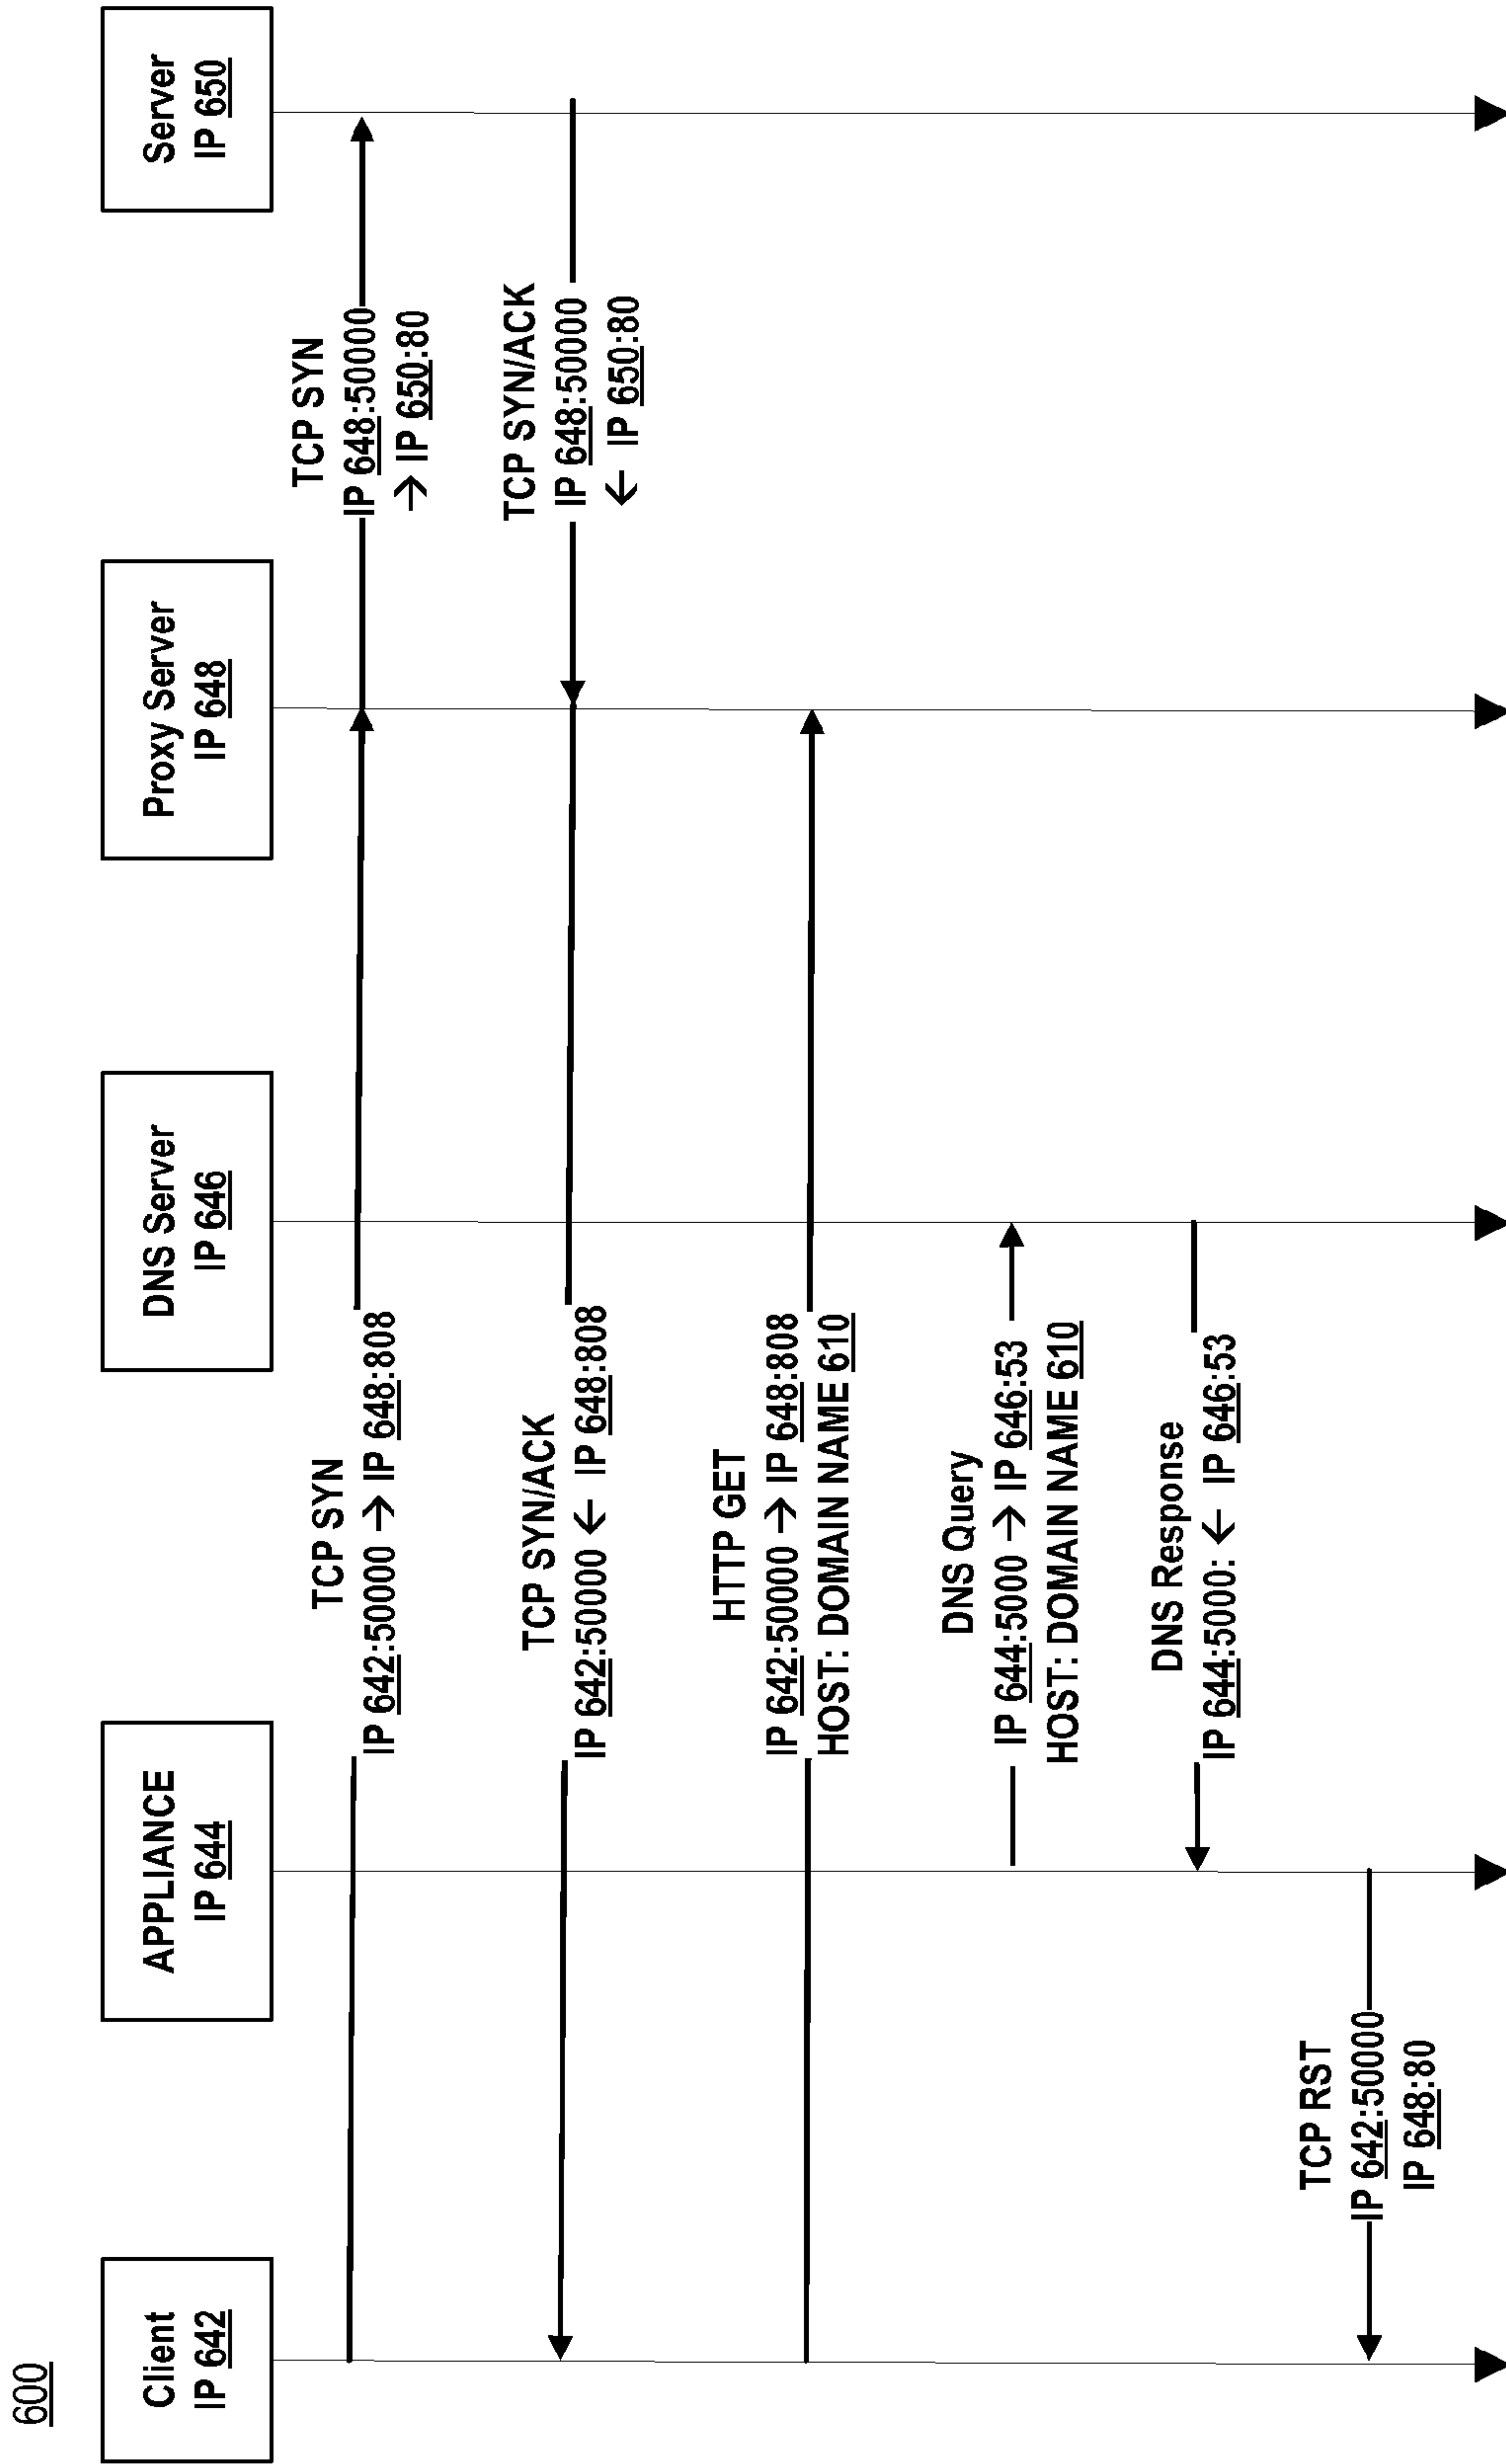 600
Client
IP 642
APPLIANCE
IP 644
DNS Server
IP 646
Proxy Server
IP 648
Server
IP 650
TCP SYN
IP 642:50000 → IP 648:808
TCP SYN
IP 648:50000
→ IP 650:80
TCP SYN/ACK
IP 642:50000 ← IP 648:808
TCP SYN/ACK
IP 648:50000
← IP 650:80
HTTP GET
IP 642:50000 → IP 648:808
HOST: DOMAIN NAME 610
DNS Query
IP 644:5000 → IP 646:53
HOST: DOMAIN NAME 610
DNS Response
IP 644:5000: ← IP 646:53
TCP RST
IP 642:50000
IP 648:80